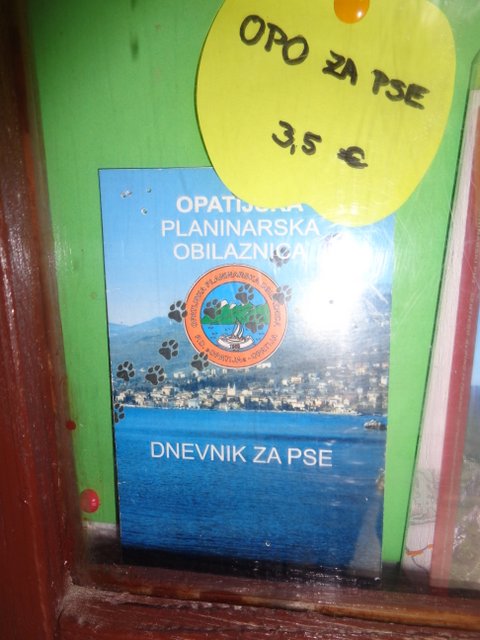 OPO ZA PSE
3,5 €
OPATIJSKA
PLANINARSKA
OBILAZNICA
DNEVNIK ZA PSE